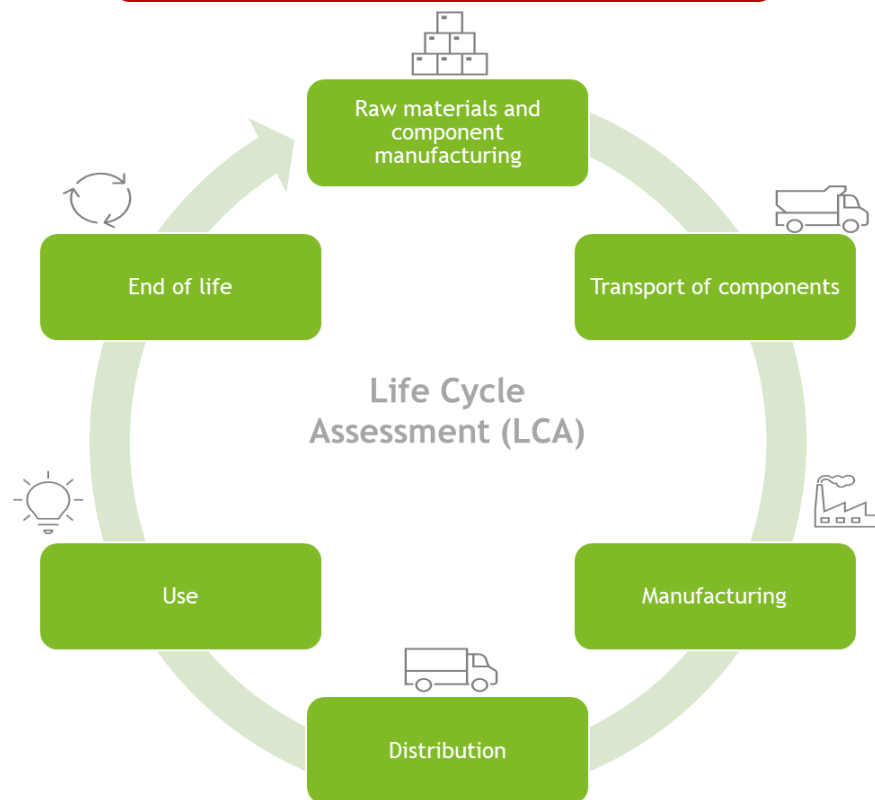 Raw materials and
component
manufacturing
End of life
Transport of components
Life Cycle
Assessment (LCA)
Use
Manufacturing
Distribution